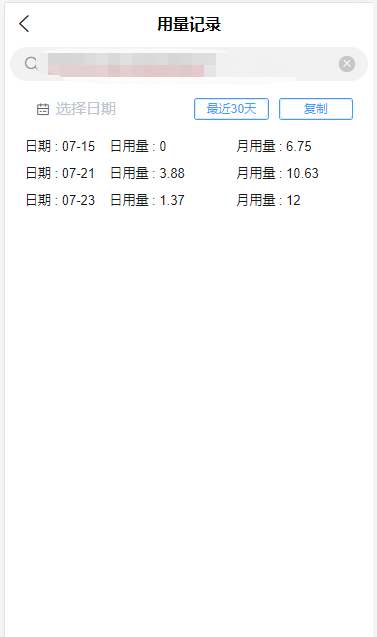 用量记录
选择日期 最近30天 复制
日期 : 07-15 日用量 : 0 月用量 : 6.75
日期 : 07-21 日用量 : 3.88 月用量 : 10.63
日期 : 07-23 日用量 : 1.37 月用量 : 12